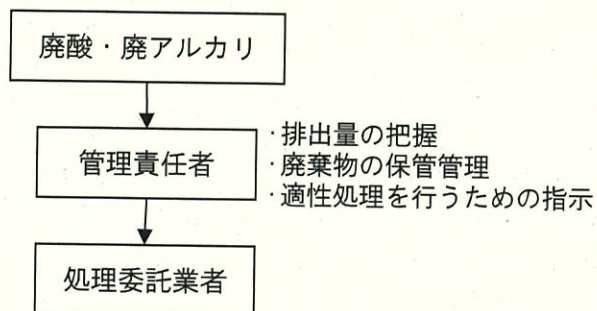 廃酸・廃アルカリ
管理責任者
・排出量の把握
・廃棄物の保管管理
・適性処理を行うための指示
処理委託業者